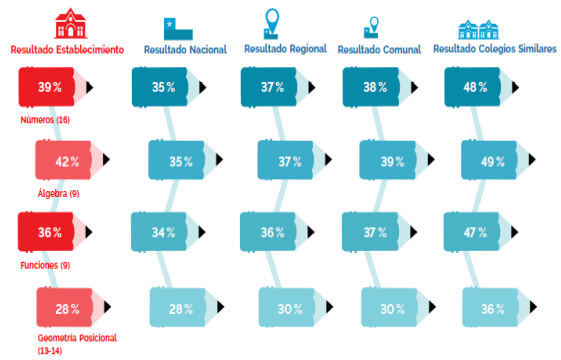 Resultado Establecimiento Resultado Nacional Resultado Regional Resultado Comunal Resultado Colegios Similares
39% 35% 37% 38% 48%
Números (16)
42% 35% 37% 39% 49%
Álgebra (9)
36% 34% 36% 37% 47%
Funciones (9)
28% 28% 30% 30% 36%
Geometría Posicional
(13-14)